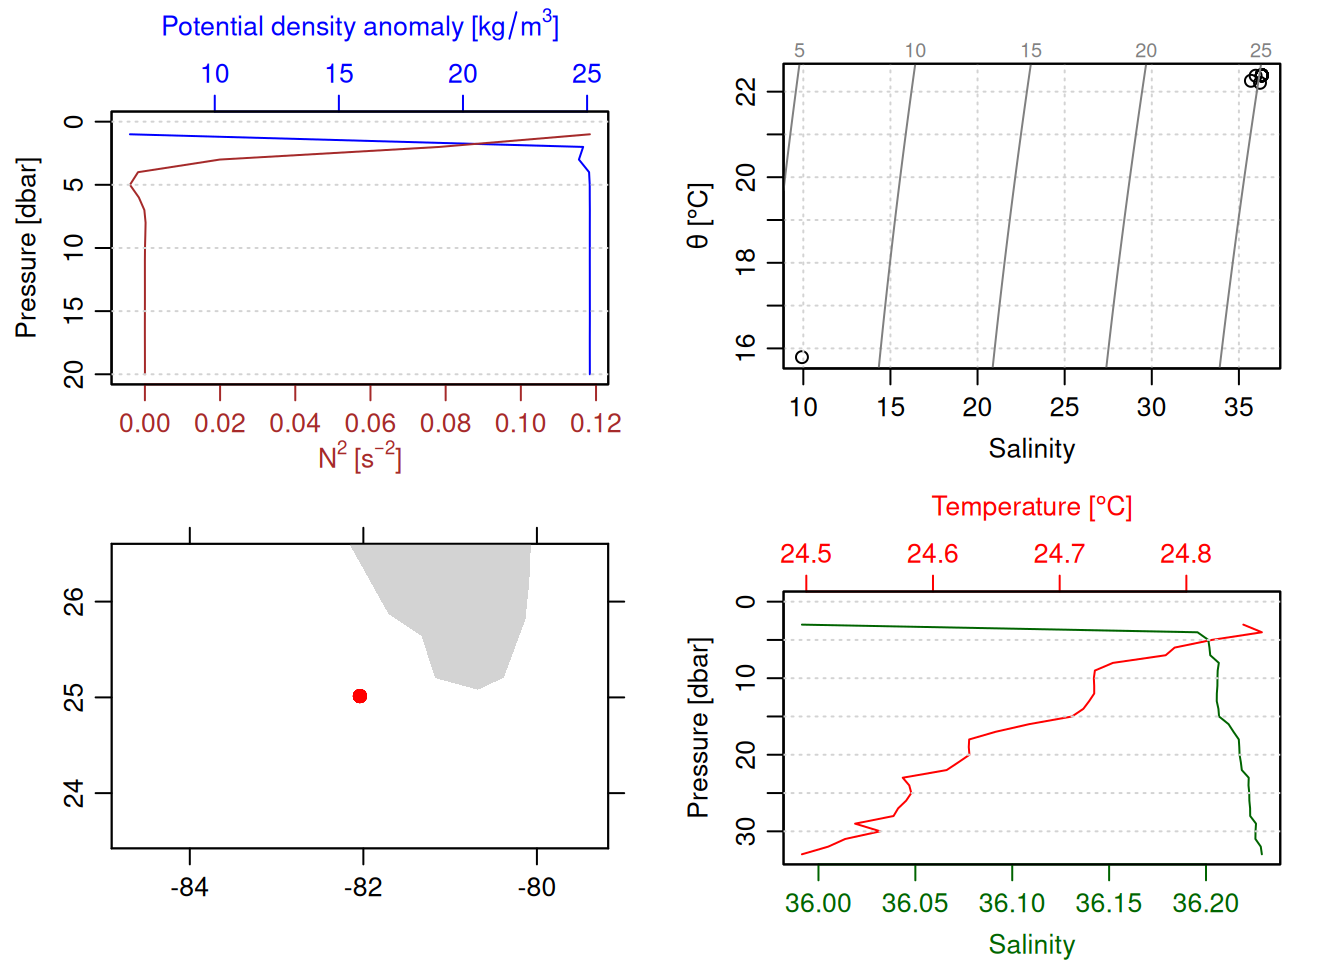 Potential density anomaly [kg/m³]
10 15 20 25
0
5
10
15
20
Pressure [dbar]
0.00 0.02 0.04 0.06 0.08 0.10 0.12
N² [s⁻²]
5 10 15 20 25
22
20
18
16
θ [°C]
10 15 20 25 30 35
Salinity
26
25
24
-84 -82 -80
Temperature [°C]
24.5 24.6 24.7 24.8
0
10
20
30
Pressure [dbar]
36.00 36.05 36.10 36.15 36.20
Salinity